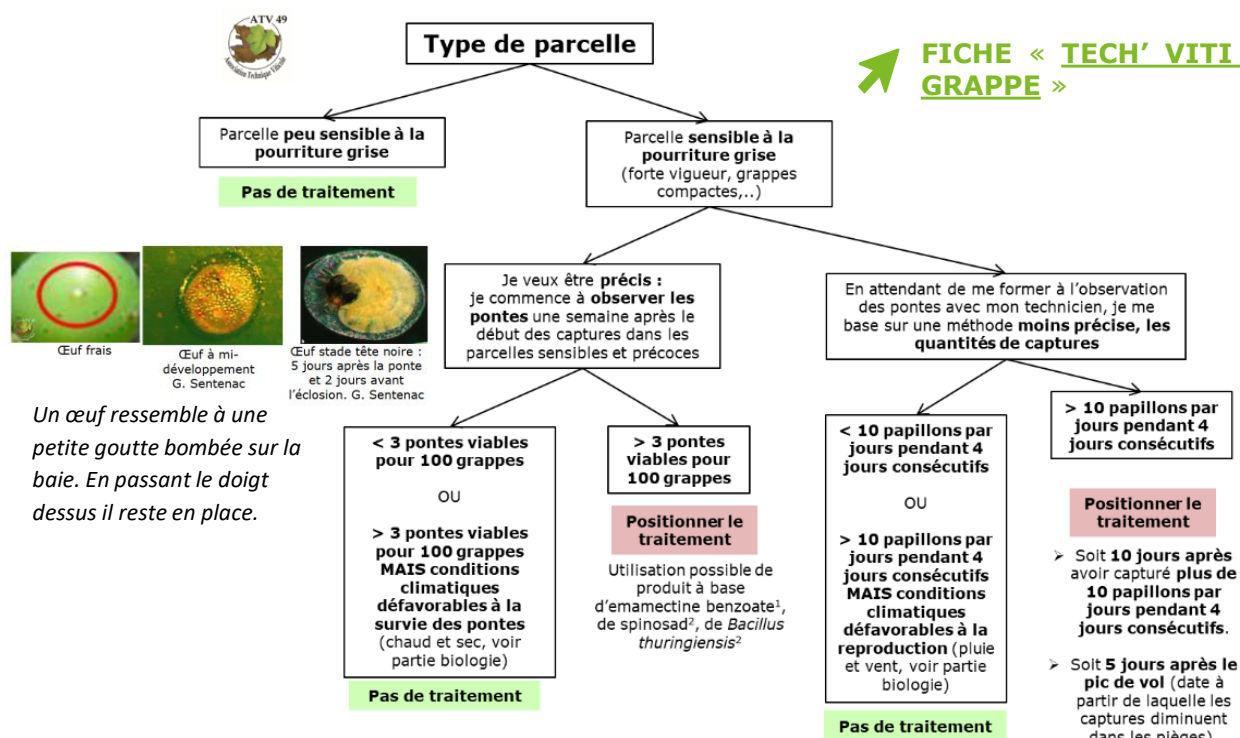 ATV 49
Association Technique Viticole
Type de parcelle
FICHE « TECH' VITI
GRAPPE »
Parcelle peu sensible à la
pourriture grise
Pas de traitement
Parcelle sensible à la
pourriture grise
(forte vigueur, grappes
compactes,..)
Œuf frais
Œuf à mi-
développement
G. Sentenac
Œuf stade tête noire :
5 jours après la ponte
et 2 jours avant
l'éclosion. G. Sentenac
Un œuf ressemble à une
petite goutte bombée sur la
baie. En passant le doigt
dessus il reste en place.
Je veux être précis :
je commence à observer les
pontes une semaine après le
début des captures dans les
parcelles sensibles et précoces
En attendant de me former à l'observation
des pontes avec mon technicien, je me
base sur une méthode moins précise, les
quantités de captures
< 3 pontes viables
pour 100 grappes
OU
> 3 pontes viables
pour 100 grappes
MAIS conditions
climatiques
défavorables à la
survie des pontes
(chaud et sec, voir
partie biologie)
Pas de traitement
> 3 pontes
viables pour
100 grappes
Positionner le
traitement
Utilisation possible de
produit à base
d'emamectine benzoate¹,
de spinosad², de Bacillus
thuringiensis²
< 10 papillons par
jours pendant 4
jours consécutifs
OU
> 10 papillons par
jours pendant 4
jours consécutifs
MAIS conditions
climatiques
défavorables à la
reproduction (pluie
et vent, voir partie
biologie)
Pas de traitement
> 10 papillons par
jours pendant 4
jours consécutifs
Positionner le
traitement
➢ Soit 10 jours après
avoir capturé plus de
10 papillons par
jours pendant 4
jours consécutifs.
➢ Soit 5 jours après le
pic de vol (date à
partir de laquelle les
captures diminuent
dans les pièges)